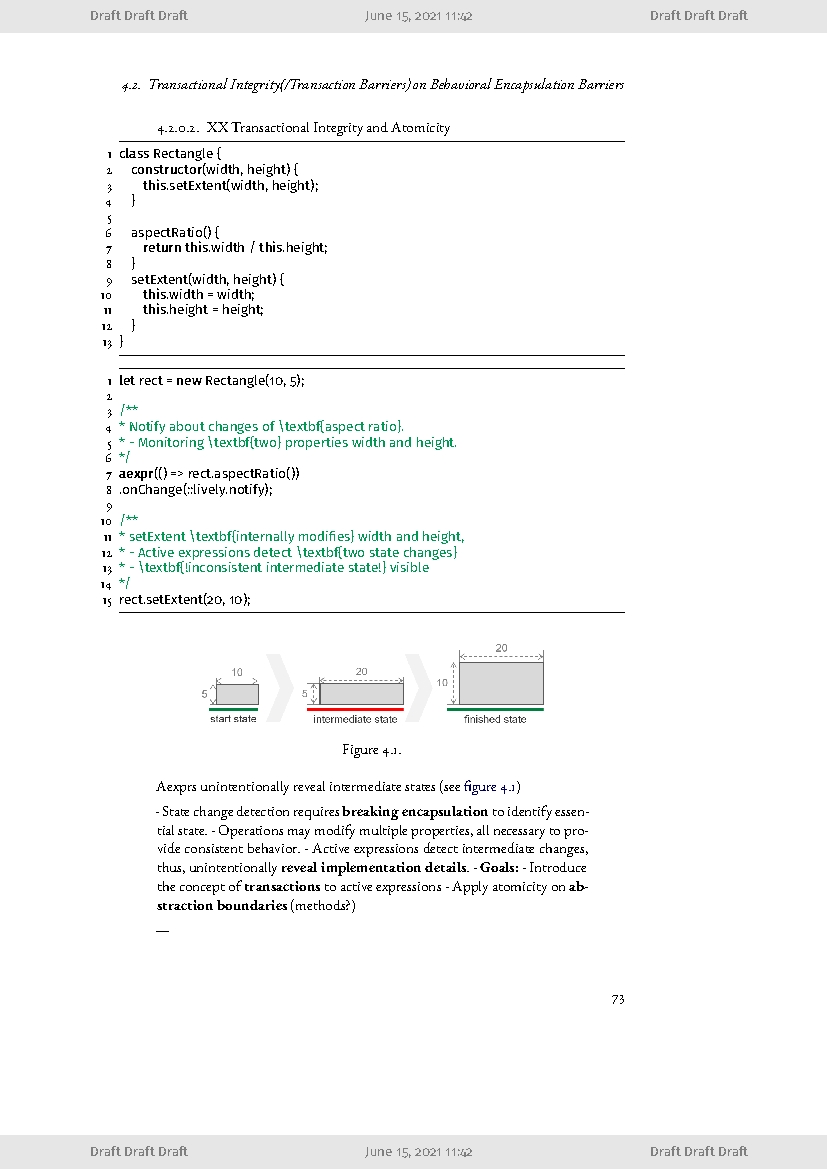 Draft Draft Draft June 15, 2021 11:42 Draft Draft Draft
4.2. Transactional Integrity(/Transaction Barriers) on Behavioral Encapsulation Barriers
4.2.0.2. XX Transactional Integrity and Atomicity
1 class Rectangle {
2 constructor(width, height) {
3 this.setExtent(width, height);
4 }
5
6 aspectRatio() {
7 return this.width / this.height;
8 }
9 setExtent(width, height) {
10 this.width = width;
11 this.height = height;
12 }
13 }
1 let rect = new Rectangle(10, 5);
2
3 /**
4 * Notify about changes of \textbf{aspect ratio}.
5 * - Monitoring \textbf{two} properties width and height.
6 */
7 aexpr(() => rect.aspectRatio())
8 .onChange(::lively.notify);
9
10 /**
11 * setExtent \textbf{internally modifies} width and height,
12 * - Active expressions detect \textbf{two state changes}
13 * - \textbf{!inconsistent intermediate state!} visible
14 */
15 rect.setExtent(20, 10);
10 20 20
5 5 10
start state intermediate state finished state
Figure 4.1.
Aexprs unintentionally reveal intermediate states (see figure 4.1)
- State change detection requires breaking encapsulation to identify essen-
tial state. - Operations may modify multiple properties, all necessary to pro-
vide consistent behavior. - Active expressions detect intermediate changes,
thus, unintentionally reveal implementation details. - Goals: - Introduce
the concept of transactions to active expressions - Apply atomicity on ab-
straction boundaries (methods?)
—
73
Draft Draft Draft June 15, 2021 11:42 Draft Draft Draft